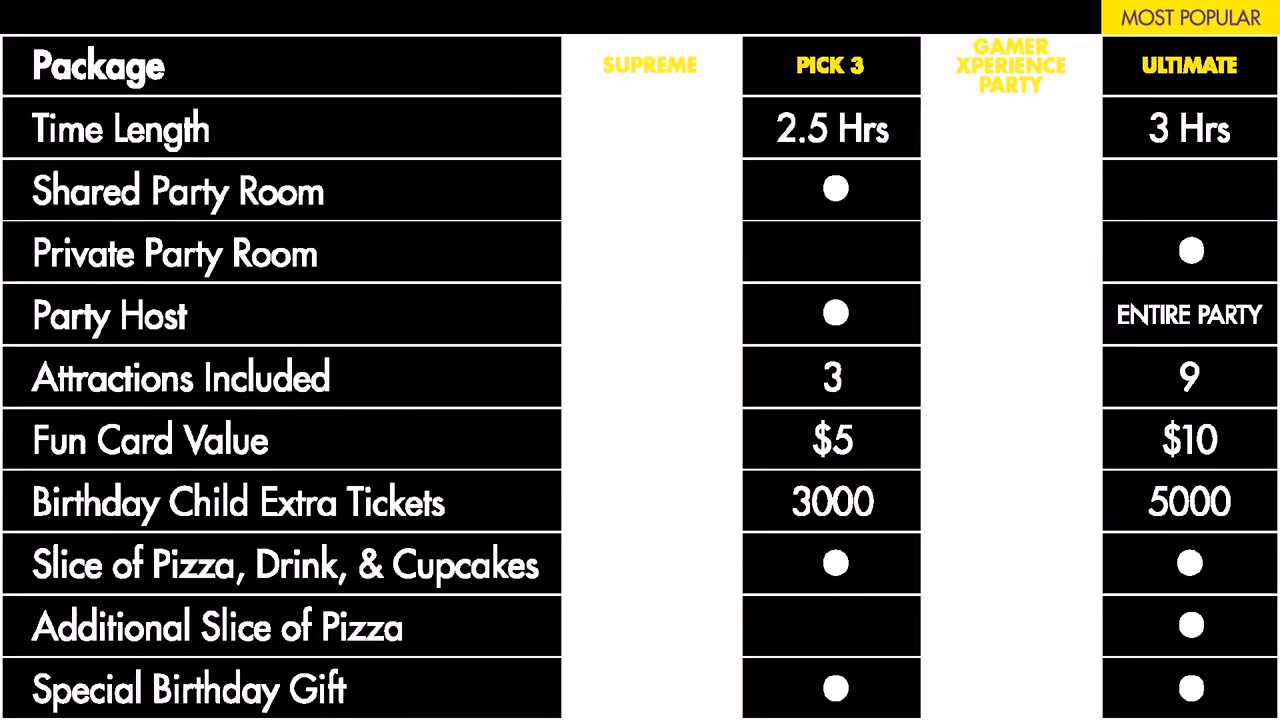 MOST POPULAR
Package SUPREME PICK 3 GAMER XPERIENCE PARTY ULTIMATE
Time Length 2.5 Hrs 3 Hrs
Shared Party Room
Private Party Room
Party Host ENTIRE PARTY
Attractions Included 3 9
Fun Card Value $5 $10
Birthday Child Extra Tickets 3000 5000
Slice of Pizza, Drink, & Cupcakes
Additional Slice of Pizza
Special Birthday Gift